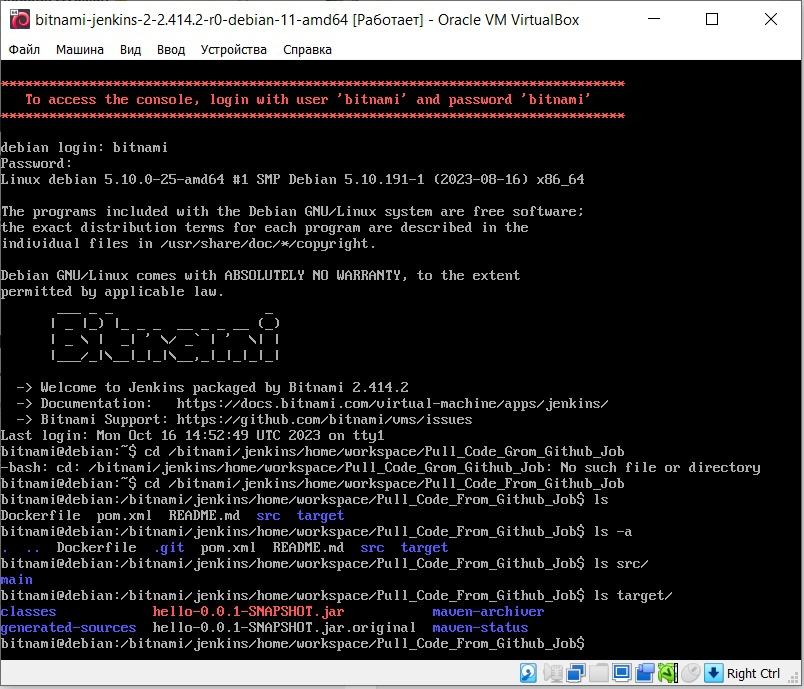 bitnami-jenkins-2-2.414.2-r0-debian-11-amd64 [Работает] - Oracle VM VirtualBox
Файл Машина Вид Ввод Устройства Справка
*******************************************************************************
To access the console, login with user 'bitnami' and password 'bitnami'
*******************************************************************************
debian login: bitnami
Password:
Linux debian 5.10.0-25-amd64 #1 SMP Debian 5.10.191-1 (2023-08-16) x86_64
The programs included with the Debian GNU/Linux system are free software;
the exact distribution terms for each program are described in the
individual files in /usr/share/doc/*/copyright.
Debian GNU/Linux comes with ABSOLUTELY NO WARRANTY, to the extent
permitted by applicable law.
Bitnami
-> Welcome to Jenkins packaged by Bitnami 2.414.2
-> Documentation: https://docs.bitnami.com/virtual-machine/apps/jenkins/
-> Bitnami Support: https://github.com/bitnami/vms/issues
Last login: Mon Oct 16 14:52:49 UTC 2023 on tty1
bitnami@debian:~$ cd /bitnami/jenkins/home/workspace/Pull_Code_Grom_Github_Job
-bash: cd: /bitnami/jenkins/home/workspace/Pull_Code_Grom_Github_Job: No such file or directory
bitnami@debian:~$ cd /bitnami/jenkins/home/workspace/Pull_Code_From_Github_Job
bitnami@debian:/bitnami/jenkins/home/workspace/Pull_Code_From_Github_Job$ ls
Dockerfile pom.xml README.md src target
bitnami@debian:/bitnami/jenkins/home/workspace/Pull_Code_From_Github_Job$ ls -a
. .. Dockerfile .git pom.xml README.md src target
bitnami@debian:/bitnami/jenkins/home/workspace/Pull_Code_From_Github_Job$ ls src/
main
bitnami@debian:/bitnami/jenkins/home/workspace/Pull_Code_From_Github_Job$ ls target/
classes hello-0.0.1-SNAPSHOT.jar maven-archiver
generated-sources hello-0.0.1-SNAPSHOT.jar.original maven-status
bitnami@debian:/bitnami/jenkins/home/workspace/Pull_Code_From_Github_Job$
Right Ctrl